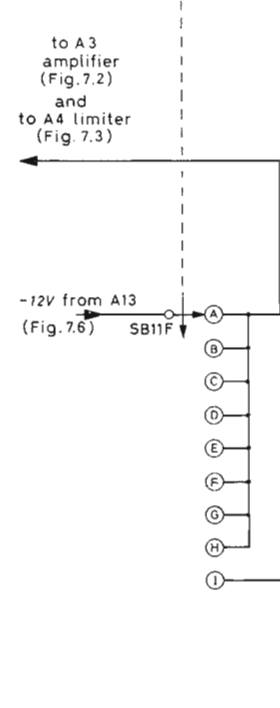 to A3
amplifier
(Fig.7.2)
and
to A4 limiter
(Fig. 7.3)
-12V from A13
(Fig.7.6)
SB11F
A
B
C
D
E
F
G
H
I